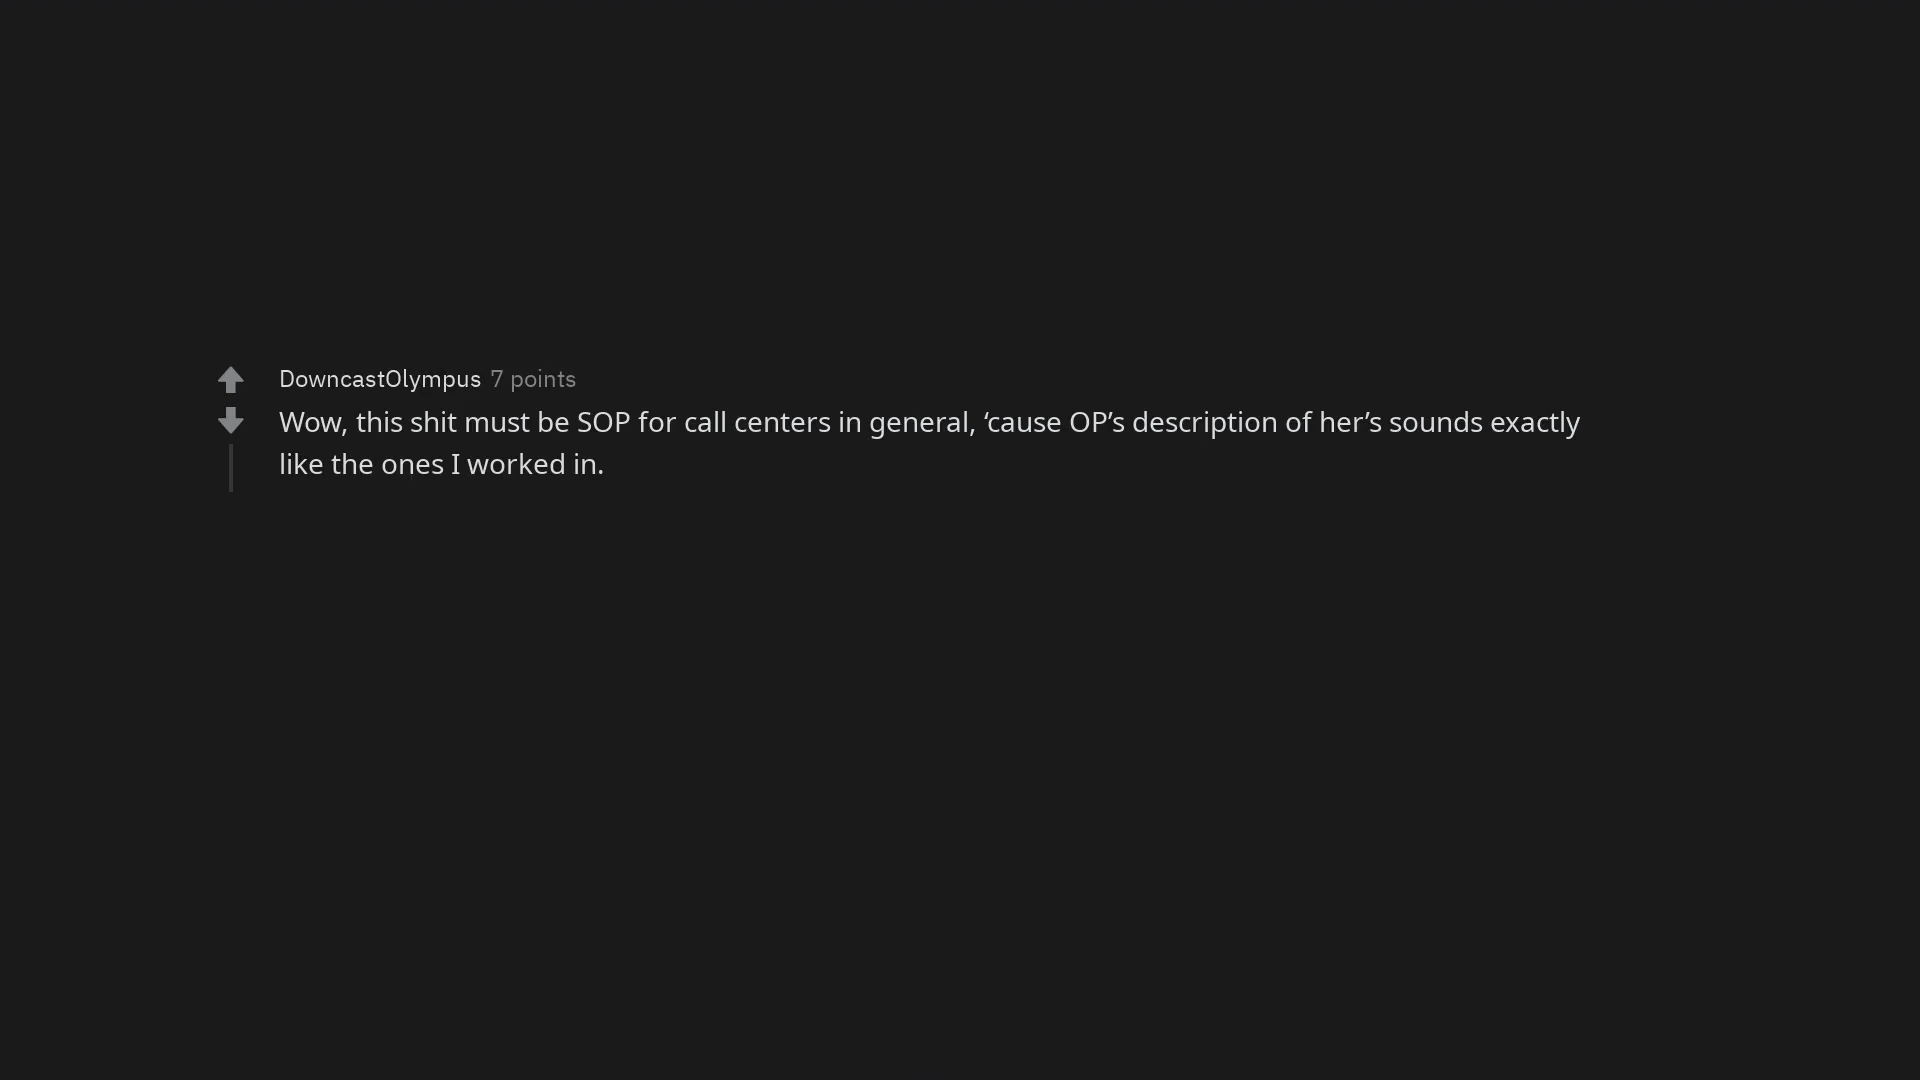 DowncastOlympus 7 points
Wow, this shit must be SOP for call centers in general, ‘cause OP’s description of her’s sounds exactly
like the ones I worked in.